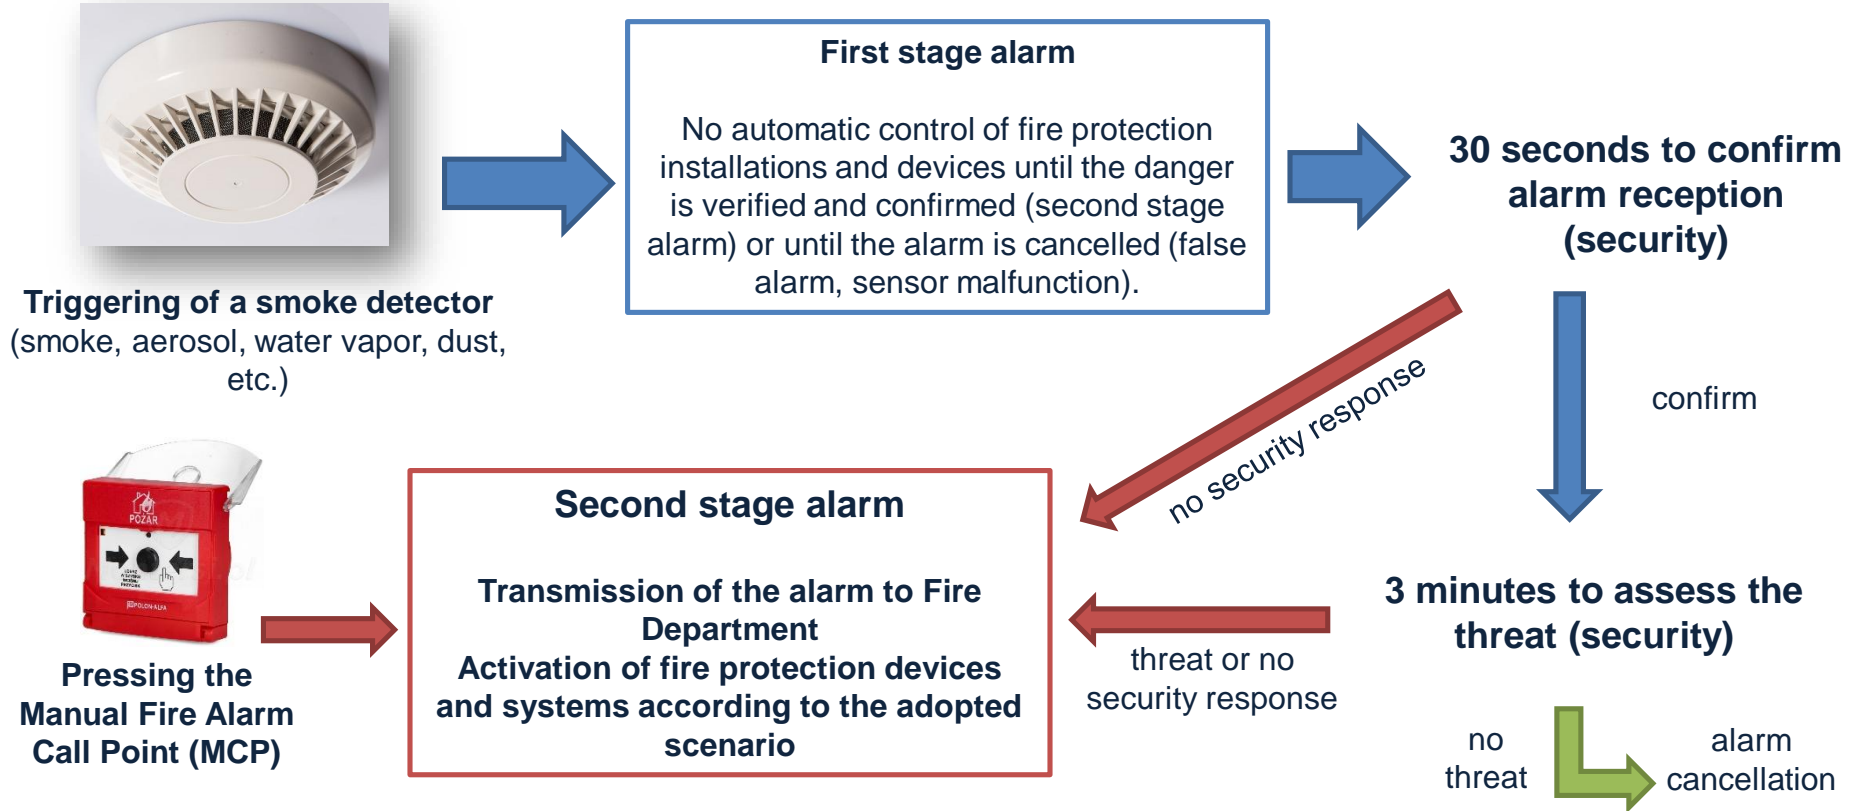 First stage alarm
No automatic control of fire protection
installations and devices until the danger
is verified and confirmed (second stage
alarm) or until the alarm is cancelled (false
alarm, sensor malfunction).
30 seconds to confirm
alarm reception
(security)
Triggering of a smoke detector
(smoke, aerosol, water vapor, dust,
etc.)
no security response
confirm
POŻAR
POLON-ALFA
Pressing the
Manual Fire Alarm
Call Point (MCP)
Second stage alarm
Transmission of the alarm to Fire
Department
Activation of fire protection devices
and systems according to the adopted
scenario
threat or no
security response
3 minutes to assess the
threat (security)
no
threat
alarm
cancellation